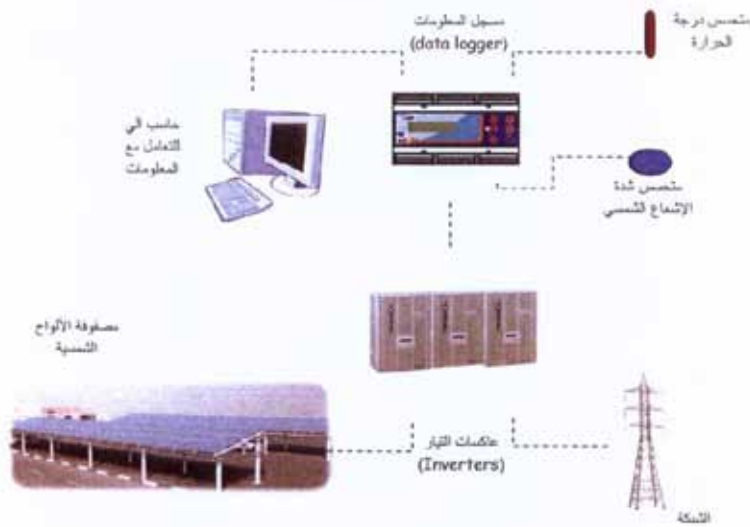 مسجل المعلومات
(data logger)
متحسس درجة
الحرارة
حاسب الي
للتعامل مع
المعلومات
متحسس شدة
الإشعاع الشمسي
مصفوفة الألواح
الشمسية
عاكسات التيار
(Inverters)
الشبكة